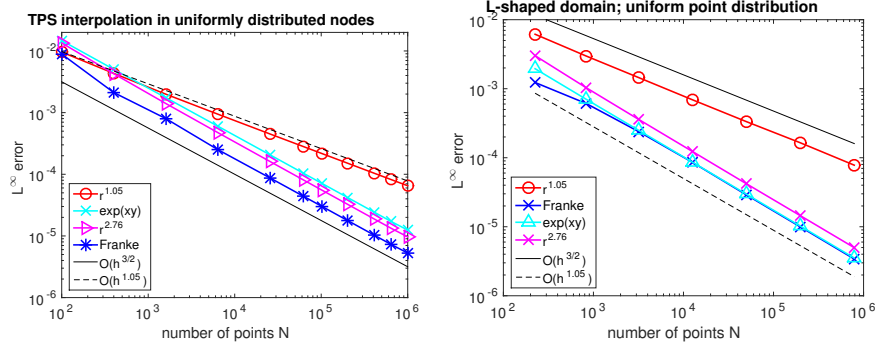 TPS interpolation in uniformly distributed nodes
10^-2
10^-3
10^-4
10^-5
10^-6
L^∞ error
r^1.05
exp(xy)
r^2.76
Franke
O(h^3/2)
O(h^1.05)
10^2
10^3
10^4
10^5
10^6
number of points N
L-shaped domain; uniform point distribution
10^-2
10^-3
10^-4
10^-5
10^-6
L^∞ error
r^1.05
Franke
exp(xy)
r^2.76
O(h^3/2)
O(h^1.05)
10^2
10^3
10^4
10^5
10^6
number of points N